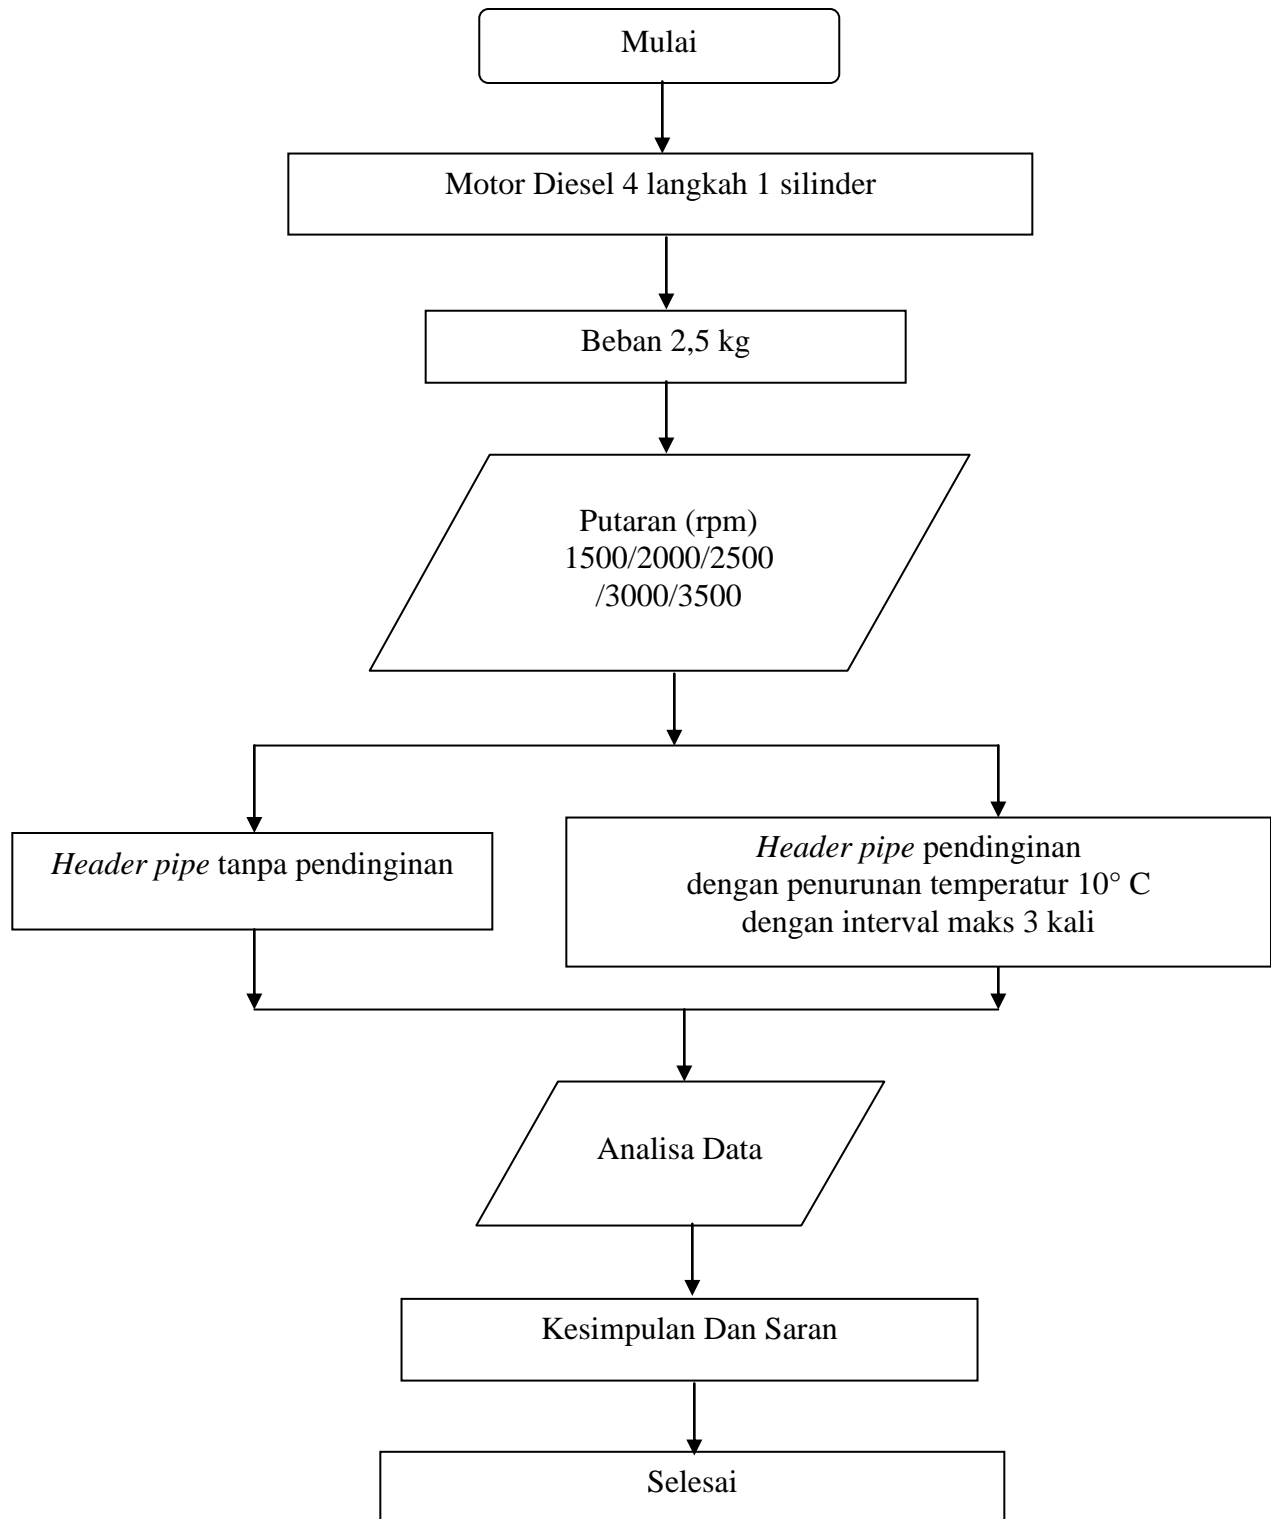 Mulai
Motor Diesel 4 langkah 1 silinder
Beban 2,5 kg
Putaran (rpm)
1500/2000/2500
/3000/3500
Header pipe tanpa pendinginan
Header pipe pendinginan
dengan penurunan temperatur 10° C
dengan interval maks 3 kali
Analisa Data
Kesimpulan Dan Saran
Selesai